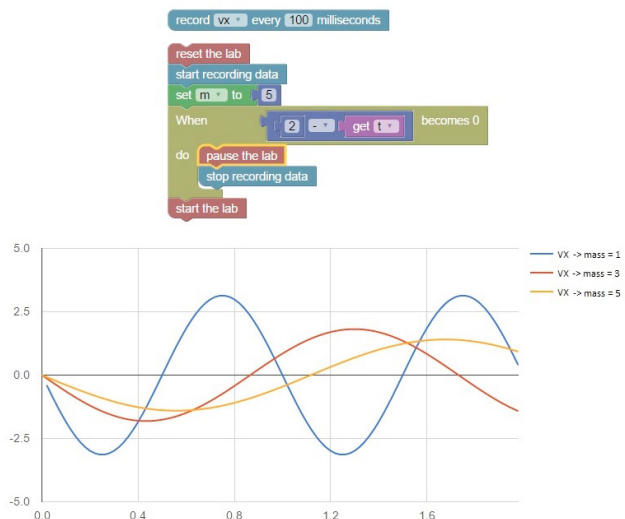 record vx every 100 milliseconds
reset the lab
start recording data
set m to 5
When 2 - get t becomes 0
do pause the lab
stop recording data
start the lab
5.0
VX -> mass = 1
VX -> mass = 3
2.5
VX -> mass = 5
0.0
-2.5
-5.0
0.0 0.4 0.8 1.2 1.6